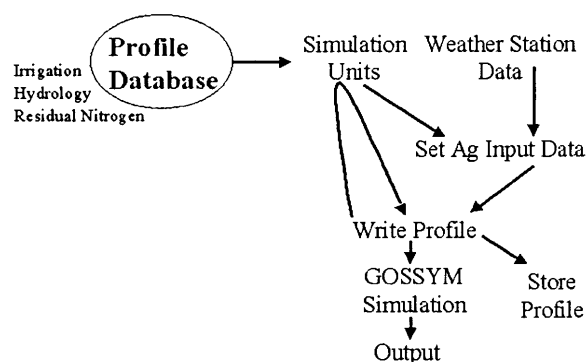 Profile
Database
Irrigation
Hydrology
Residual Nitrogen
Simulation
Units
Weather Station
Data
Set Ag Input Data
Write Profile
GOSSYM
Simulation
Store
Profile
Output